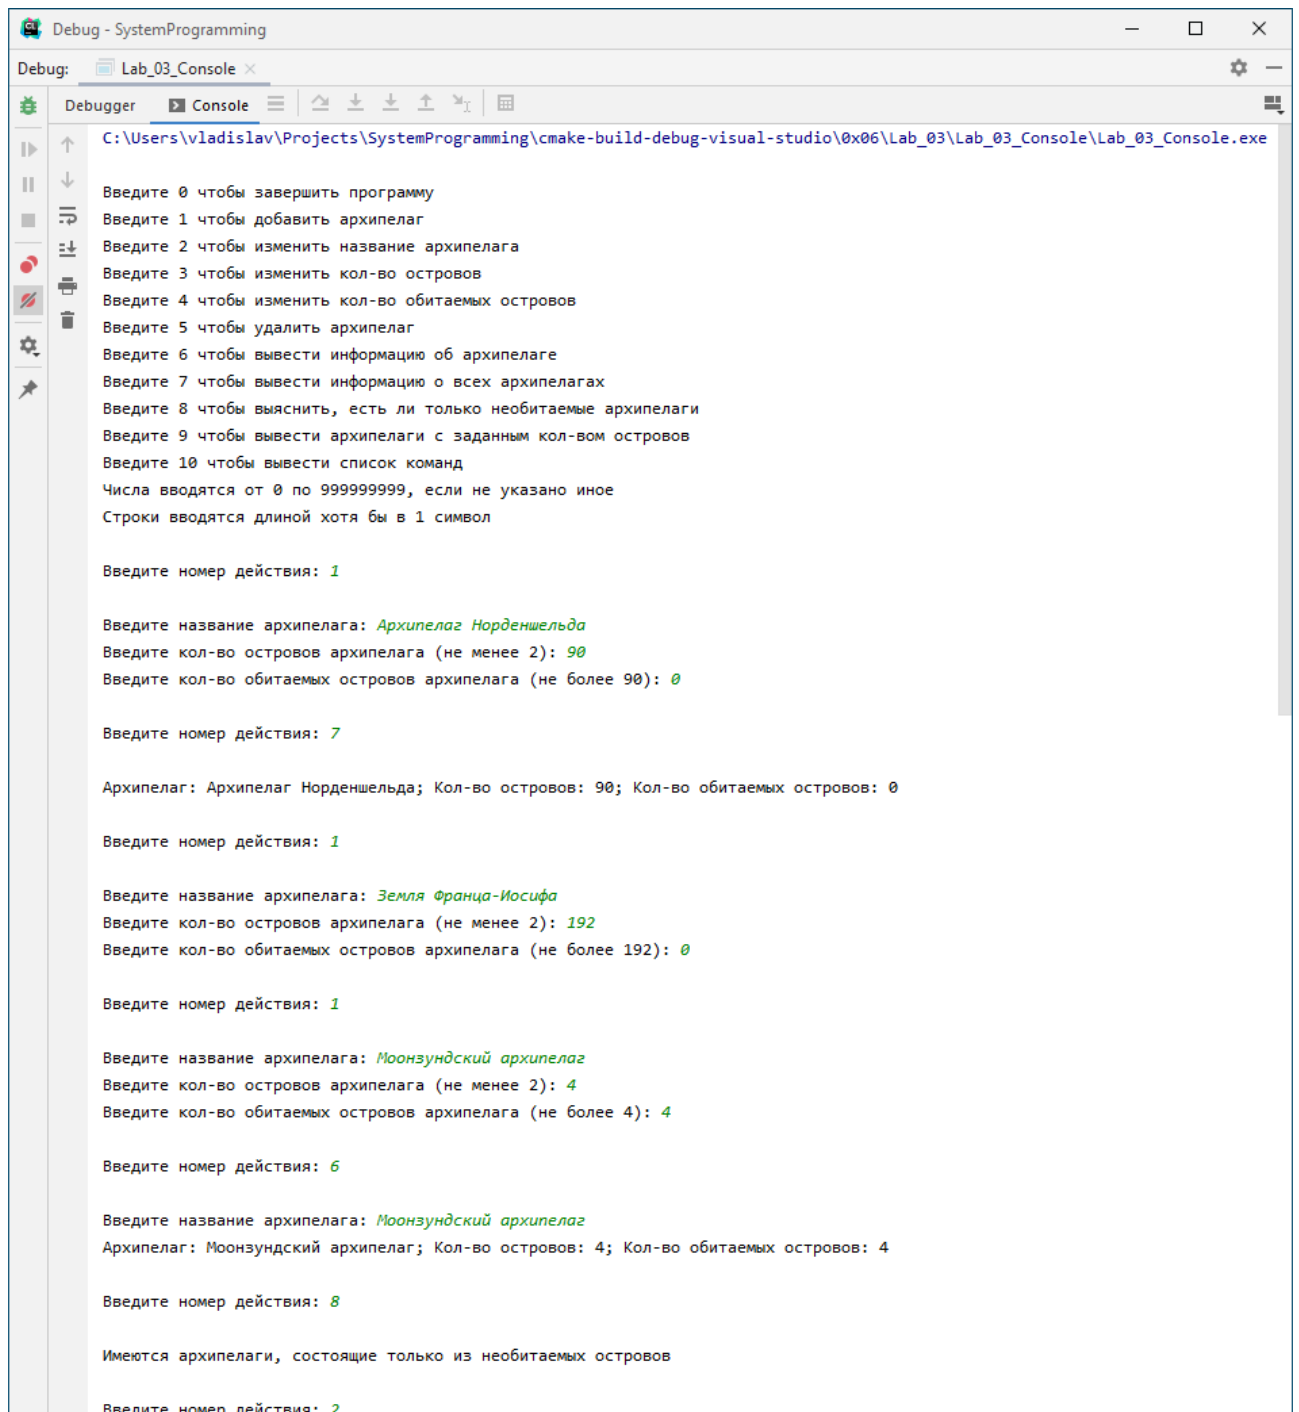 Debug - SystemProgramming
Debug: Lab_03_Console
Debugger Console
C:\Users\vladislav\Projects\SystemProgramming\cmake-build-debug-visual-studio\0x06\Lab_03\Lab_03_Console\Lab_03_Console.exe
Введите 0 чтобы завершить программу
Введите 1 чтобы добавить архипелаг
Введите 2 чтобы изменить название архипелага
Введите 3 чтобы изменить кол-во островов
Введите 4 чтобы изменить кол-во обитаемых островов
Введите 5 чтобы удалить архипелаг
Введите 6 чтобы вывести информацию об архипелаге
Введите 7 чтобы вывести информацию о всех архипелагах
Введите 8 чтобы выяснить, есть ли только необитаемые архипелаги
Введите 9 чтобы вывести архипелаги с заданным кол-вом островов
Введите 10 чтобы вывести список команд
Числа вводятся от 0 по 999999999, если не указано иное
Строки вводятся длиной хотя бы в 1 символ
Введите номер действия: 1
Введите название архипелага: Архипелаг Норденшельда
Введите кол-во островов архипелага (не менее 2): 90
Введите кол-во обитаемых островов архипелага (не более 90): 0
Введите номер действия: 7
Архипелаг: Архипелаг Норденшельда; Кол-во островов: 90; Кол-во обитаемых островов: 0
Введите номер действия: 1
Введите название архипелага: Земля Франца-Иосифа
Введите кол-во островов архипелага (не менее 2): 192
Введите кол-во обитаемых островов архипелага (не более 192): 0
Введите номер действия: 1
Введите название архипелага: Моонзундский архипелаг
Введите кол-во островов архипелага (не менее 2): 4
Введите кол-во обитаемых островов архипелага (не более 4): 4
Введите номер действия: 6
Введите название архипелага: Моонзундский архипелаг
Архипелаг: Моонзундский архипелаг; Кол-во островов: 4; Кол-во обитаемых островов: 4
Введите номер действия: 8
Имеются архипелаги, состоящие только из необитаемых островов
Введите номер действия: 2